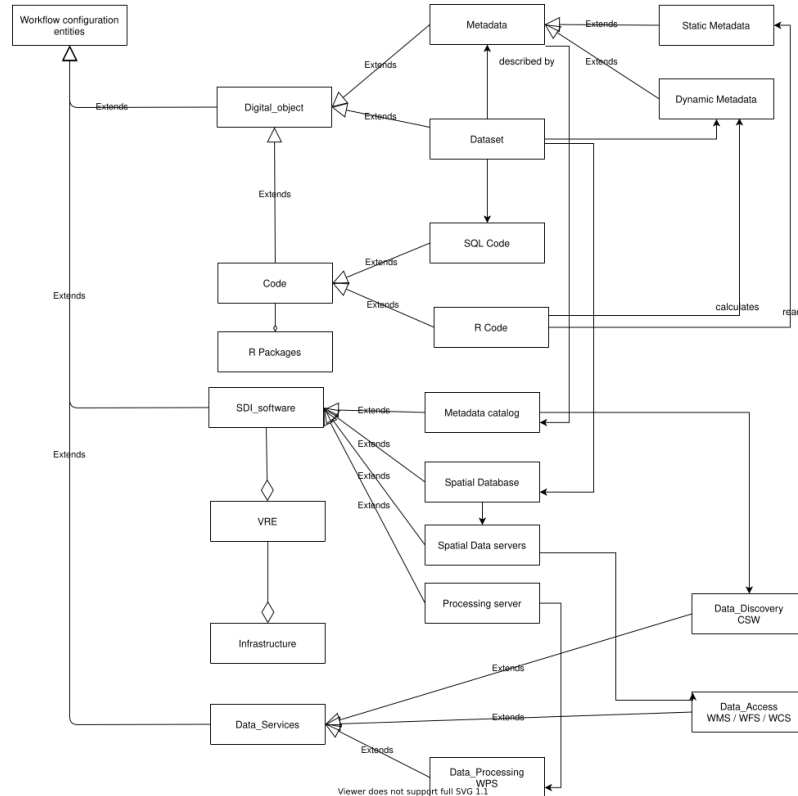 Workflow configuration
entities
Metadata
Extends
Static Metadata
described by
Extends
Extends
Dynamic Metadata
Extends
Digital_object
Extends
Dataset
Extends
SQL Code
Extends
Code
Extends
Extends
R Code
calculates
R Packages
SDI_software
Extends
Metadata catalog
Extends
Extends
Spatial Database
Extends
Extends
VRE
Spatial Data servers
Processing server
Data_Discovery
CSW
Infrastructure
Extends
Data_Services
Extends
Data_Access
WMS / WFS / WCS
Extends
Data_Processing
WPS
Viewer does not support full SVG 1.1